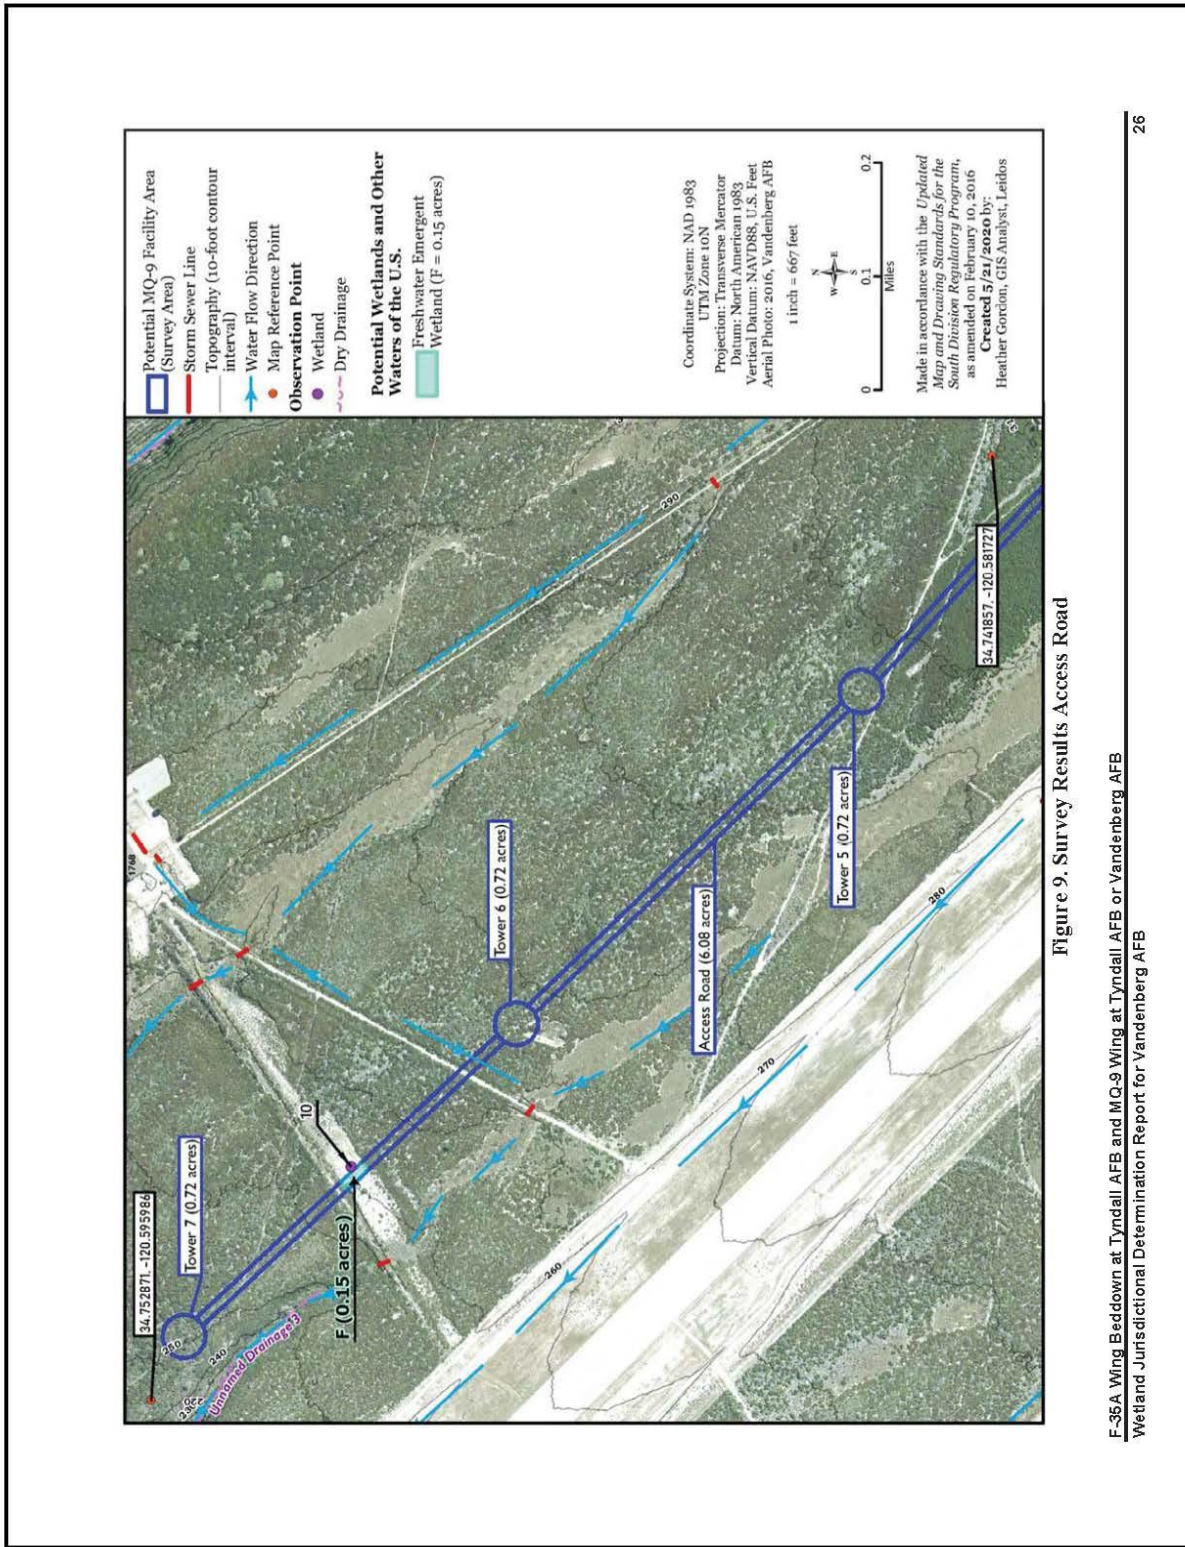 34.752871, -120.595986
Tower 7 (0.72 acres)
250
240
230
220
Unnamed Drainage 3
F (0.15 acres)
10
1768
Tower 6 (0.72 acres)
Access Road (6.08 acres)
Tower 5 (0.72 acres)
260
270
280
290
34.741857, -120.581727
Potential MQ-9 Facility Area
(Survey Area)
Storm Sewer Line
Topography (10-foot contour
interval)
Water Flow Direction
Map Reference Point
Observation Point
Wetland
Dry Drainage
Potential Wetlands and Other
Waters of the U.S.
Freshwater Emergent
Wetland (F = 0.15 acres)
Coordinate System: NAD 1983
UTM Zone 10N
Projection: Transverse Mercator
Datum: North American 1983
Vertical Datum: NAVD88, U.S. Feet
Aerial Photo: 2016, Vandenberg AFB
1 inch = 667 feet
N
W E
S
0 0.1 0.2
Miles
Made in accordance with the Updated
Map and Drawing Standards for the
South Division Regulatory Program,
as amended on February 10, 2016
Created 5/21/2020 by:
Heather Gordon, GIS Analyst, Leidos
Figure 9. Survey Results Access Road
F-35A Wing Beddown at Tyndall AFB and MQ-9 Wing at Tyndall AFB or Vandenberg AFB
Wetland Jurisdictional Determination Report for Vandenberg AFB 26